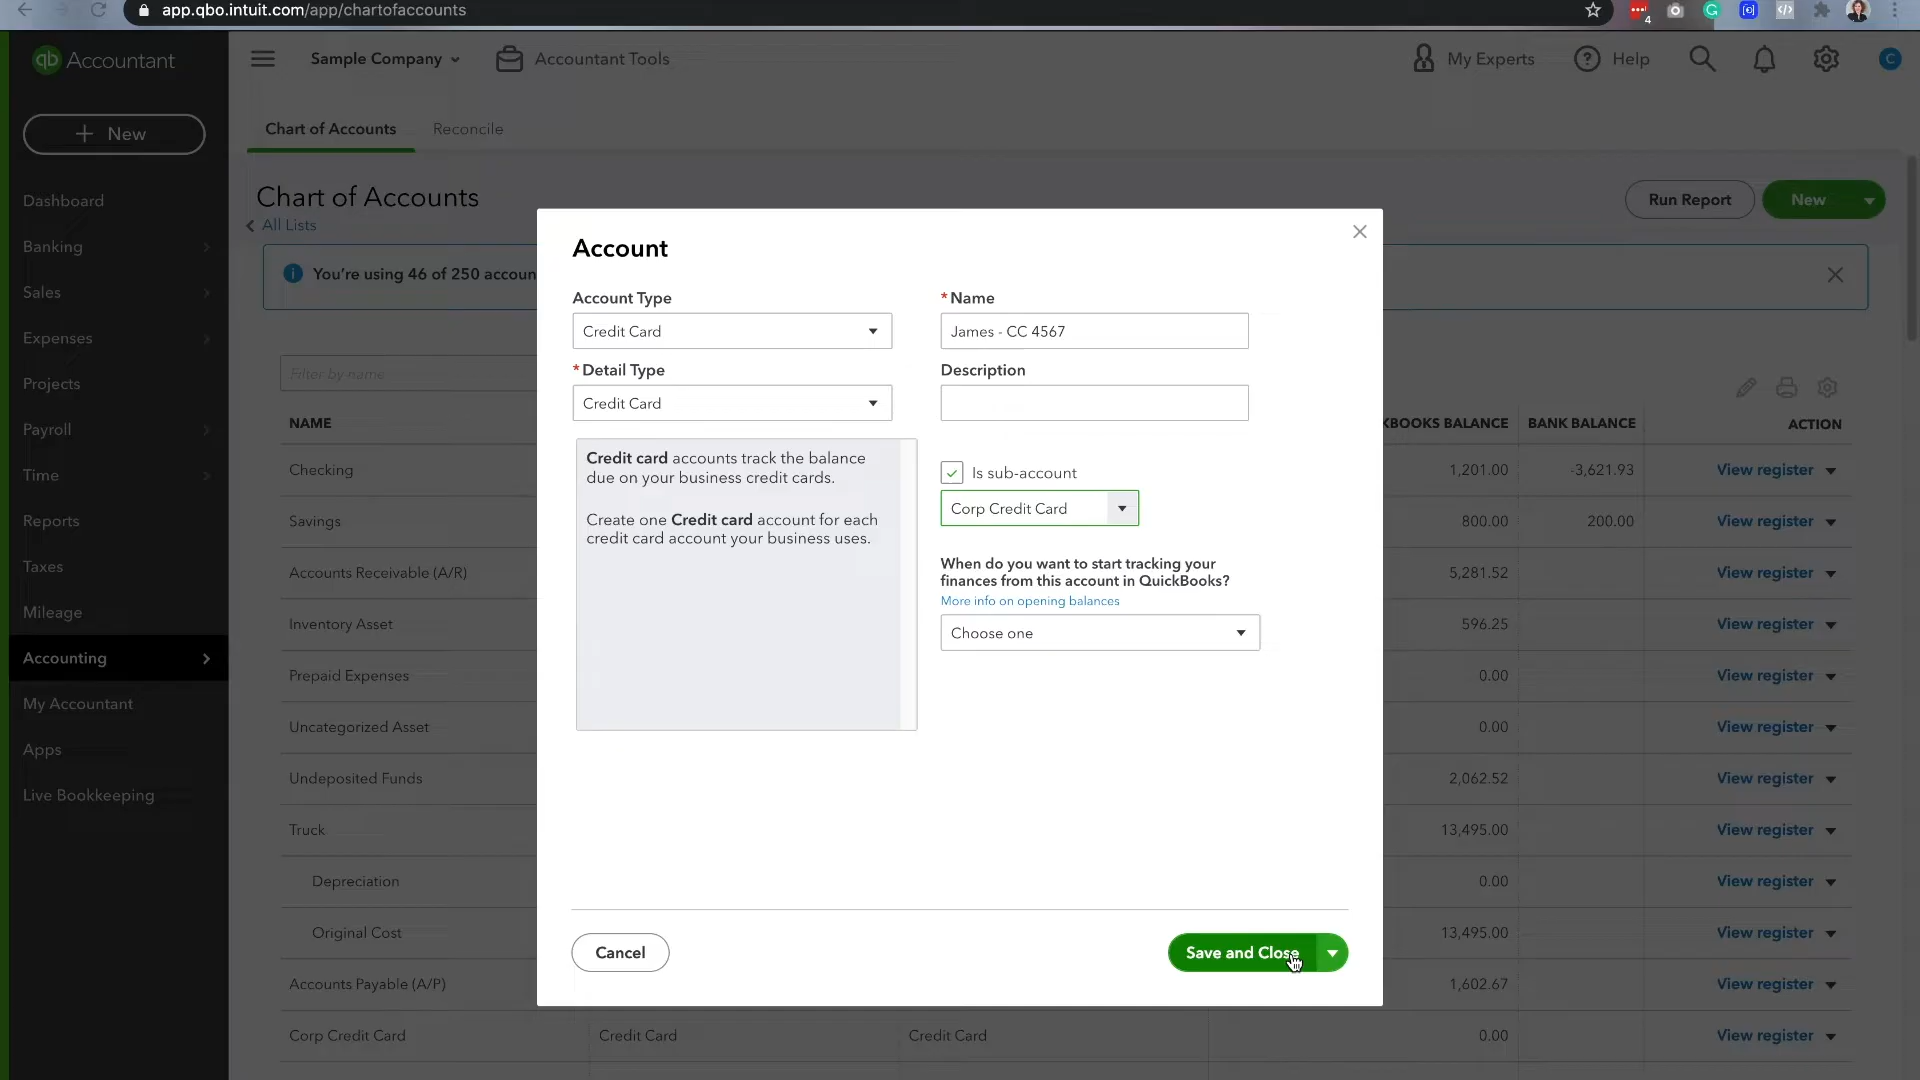 app.qbo.intuit.com/app/chartofaccounts
4
qb Accountant
Sample Company
Accountant Tools
My Experts
Help
C
+ New
Chart of Accounts
Reconcile
Dashboard
Banking
Sales
Expenses
Projects
Payroll
Time
Reports
Taxes
Mileage
Accounting
My Accountant
Apps
Live Bookkeeping
Chart of Accounts
All Lists
Run Report
New
You're using 46 of 250 accoun
Filter by name
NAME
KBOOKS BALANCE
BANK BALANCE
ACTION
Checking
1,201.00
-3,621.93
View register
Savings
800.00
200.00
View register
Accounts Receivable (A/R)
5,281.52
View register
Inventory Asset
596.25
View register
Prepaid Expenses
0.00
View register
Uncategorized Asset
0.00
View register
Undeposited Funds
2,062.52
View register
Truck
13,495.00
View register
Depreciation
0.00
View register
Original Cost
13,495.00
View register
Accounts Payable (A/P)
1,602.67
View register
Corp Credit Card
Credit Card
Credit Card
0.00
View register
Account
Account Type
Credit Card
*Detail Type
Credit Card
Credit card accounts track the balance
due on your business credit cards.
Create one Credit card account for each
credit card account your business uses.
*Name
James - CC 4567
Description
Is sub-account
Corp Credit Card
When do you want to start tracking your
finances from this account in QuickBooks?
More info on opening balances
Choose one
Cancel
Save and Close